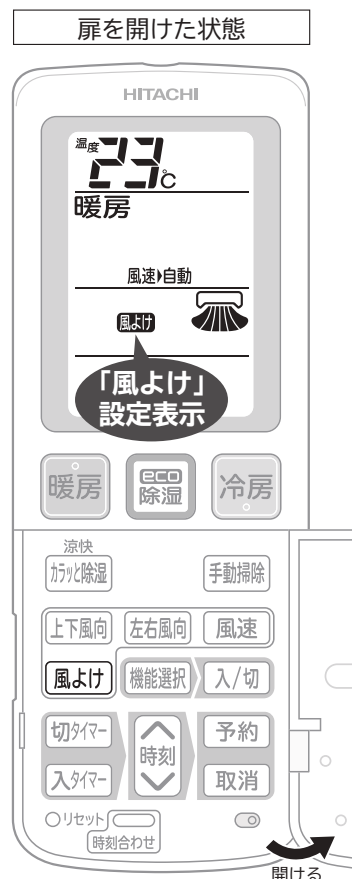 扉を開けた状態
HITACHI
温度23℃
暖房
風速 自動
風よけ
「風よけ」
設定表示
暖房
eco
除湿
冷房
涼快
カラッと除湿
手動掃除
上下風向
左右風向
風速
風よけ
機能選択
入/切
切タイマー
時刻
予約
入タイマー
取消
リセット
時刻合わせ
開ける